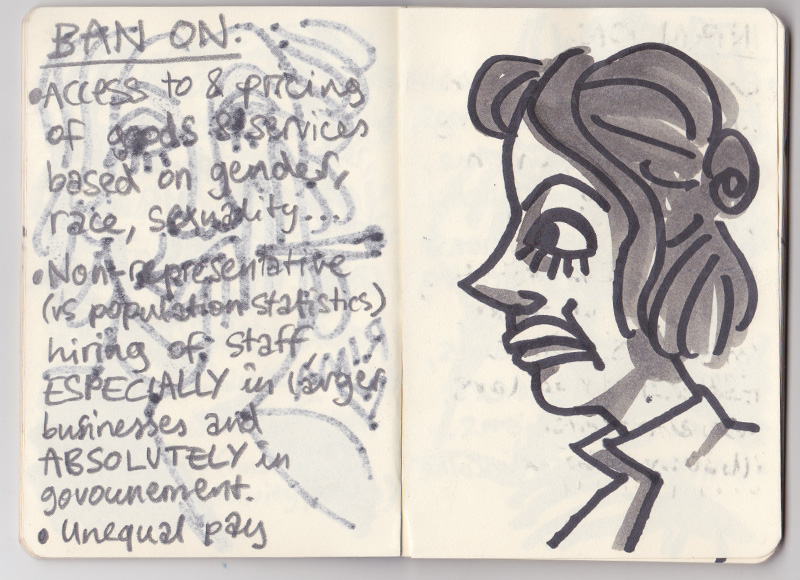 BAN ON:
• Access to & pricing
of goods & services
based on gender,
race, sexuality...
• Non-representative
(vs population statistics)
hiring of staff,
ESPECIALLY in larger
businesses and
ABSOLUTELY in
govounement.
• Unequal pay